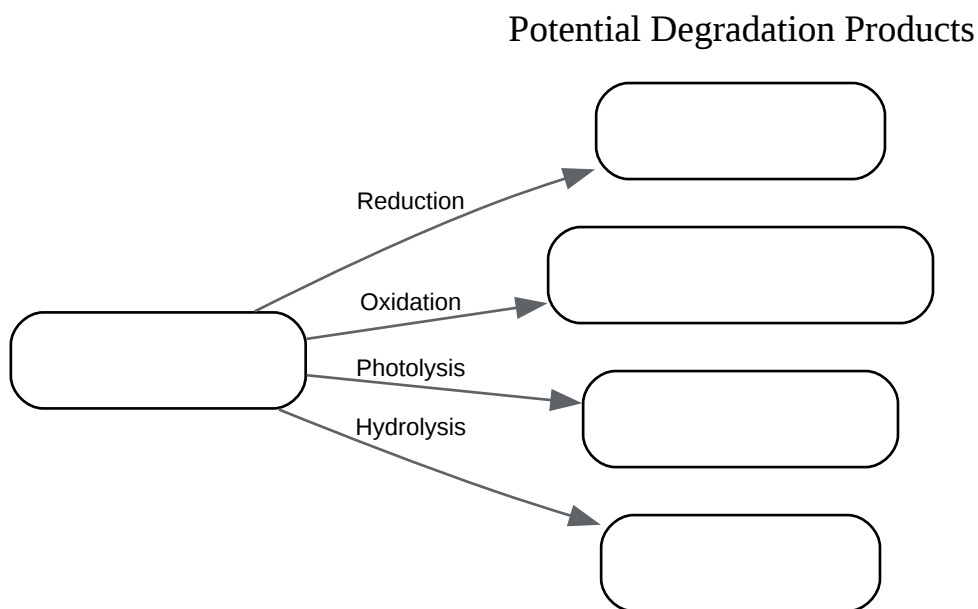 Potential Degradation Products
Reduction
Oxidation
Photolysis
Hydrolysis